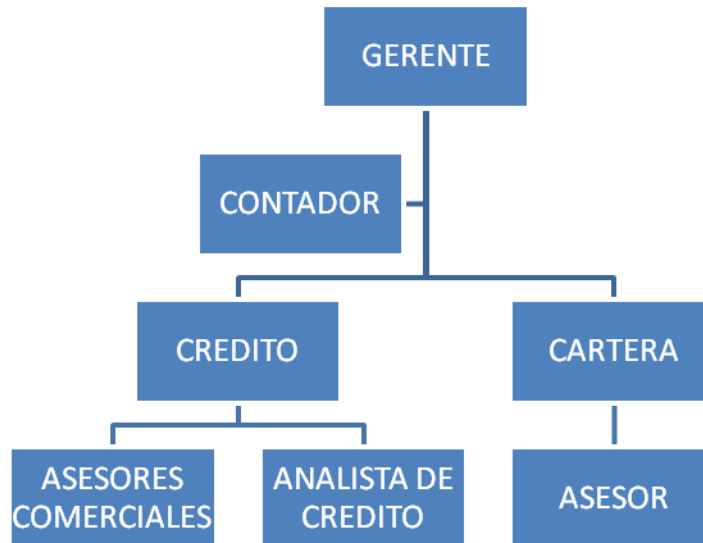 GERENTE
CONTADOR
CREDITO
CARTERA
ASESORES
COMERCIALES
ANALISTA DE
CREDITO
ASESOR